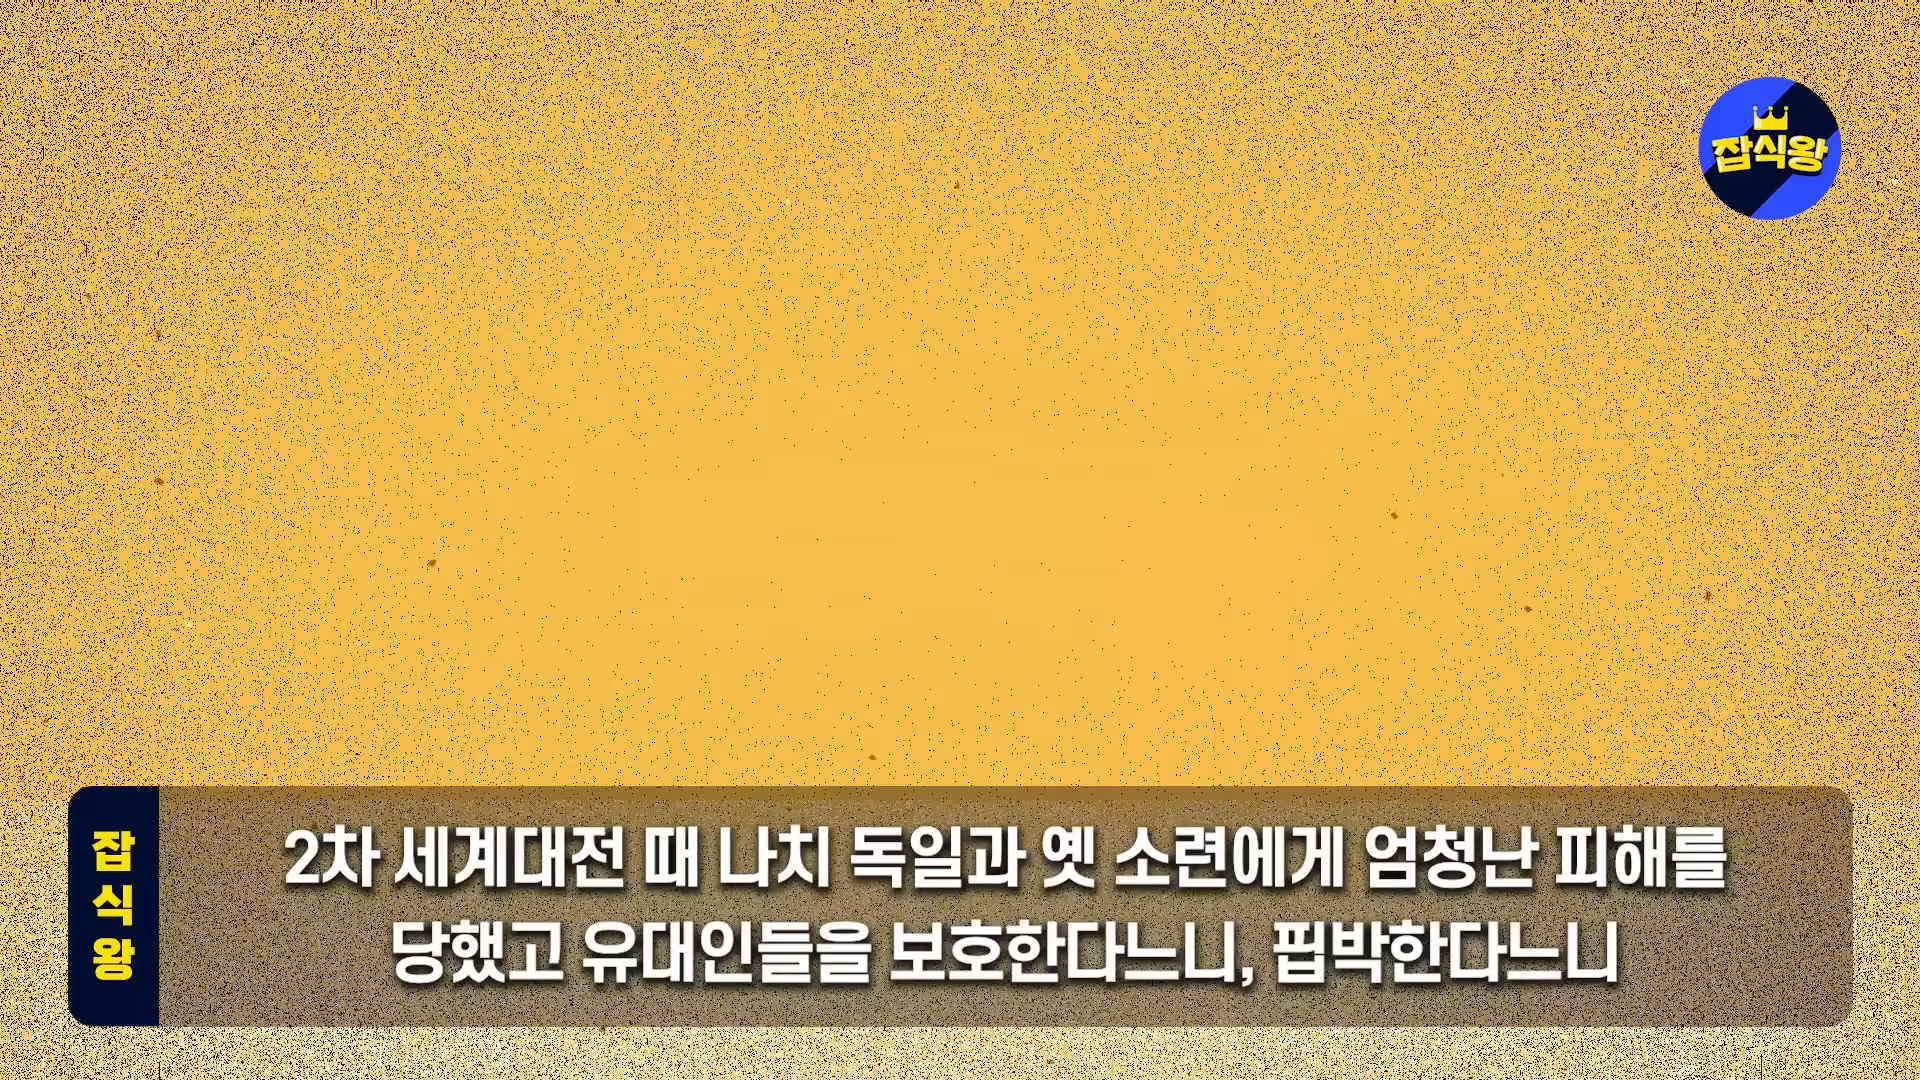 잡식왕
잡식왕
2차 세계대전 때 나치 독일과 옛 소련에게 엄청난 피해를
당했고 유대인들을 보호한다느니, 핍박한다느니